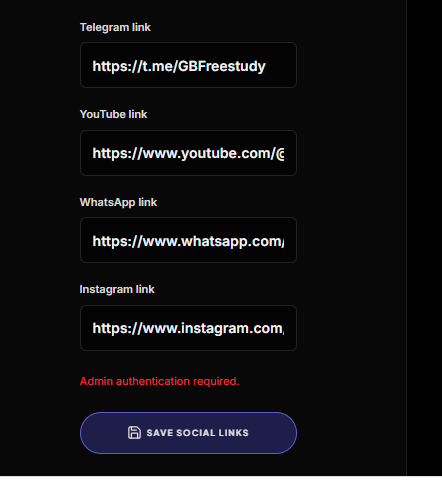 Telegram link
https://t.me/GBFreestudy
YouTube link
https://www.youtube.com/@
WhatsApp link
https://www.whatsapp.com/
Instagram link
https://www.instagram.com
Admin authentication required.
SAVE SOCIAL LINKS